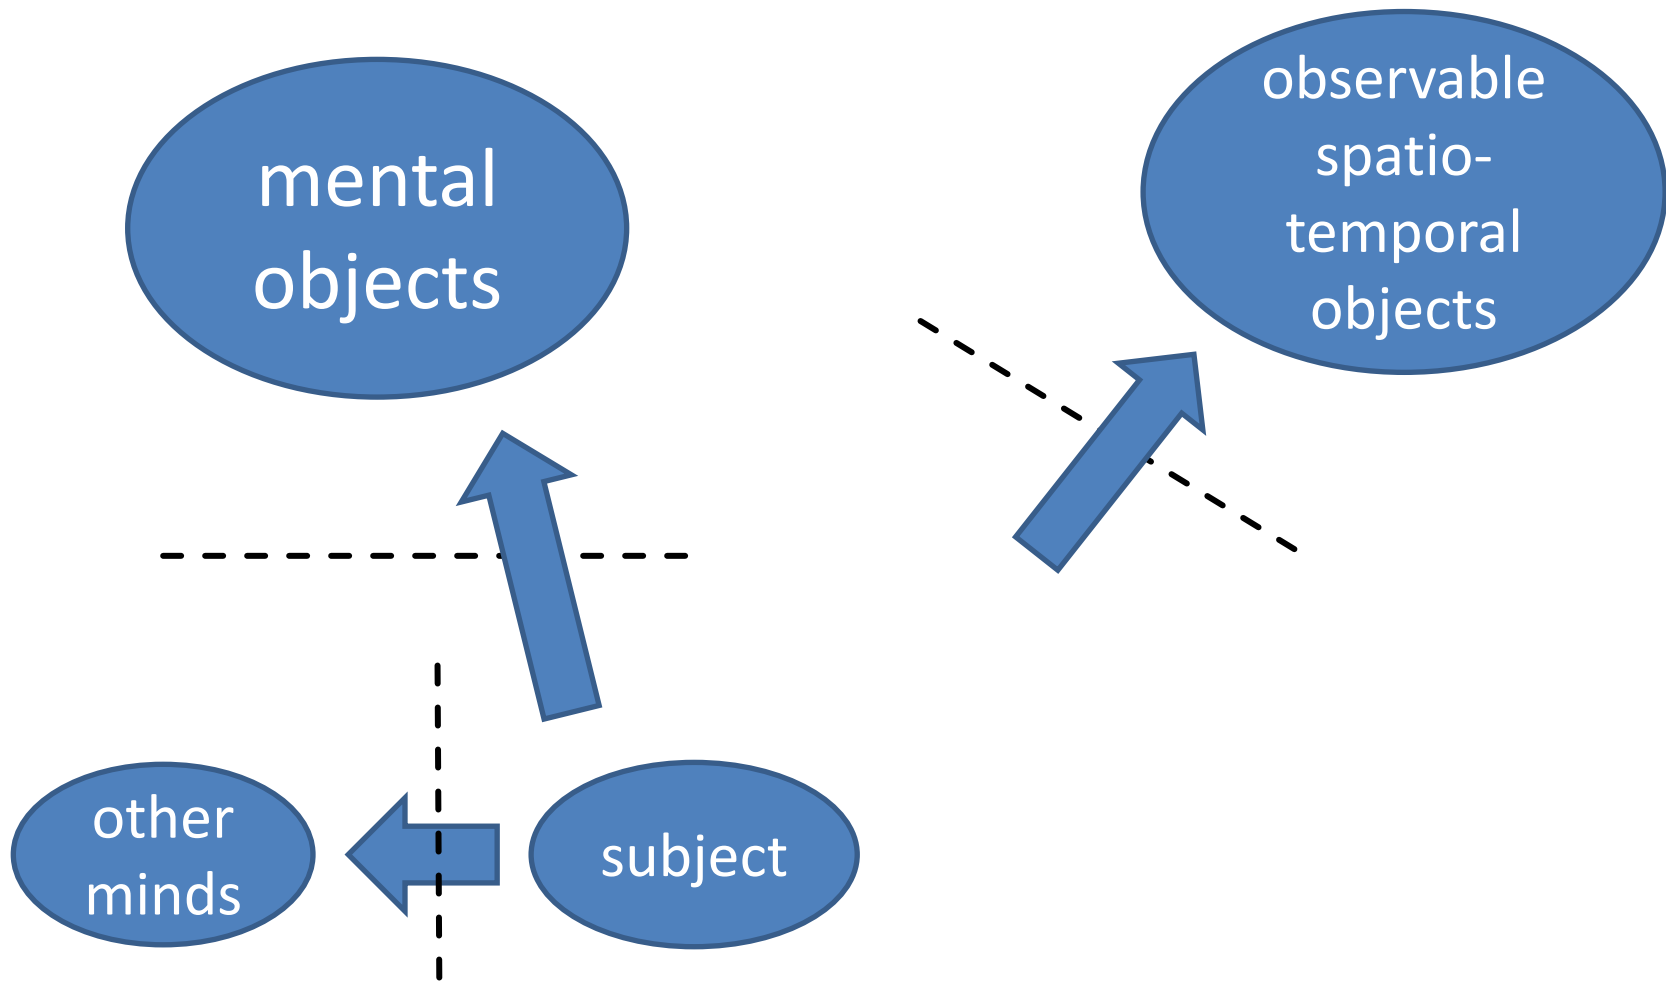 mental
objects
observable
spatio-
temporal
objects
other
minds
subject